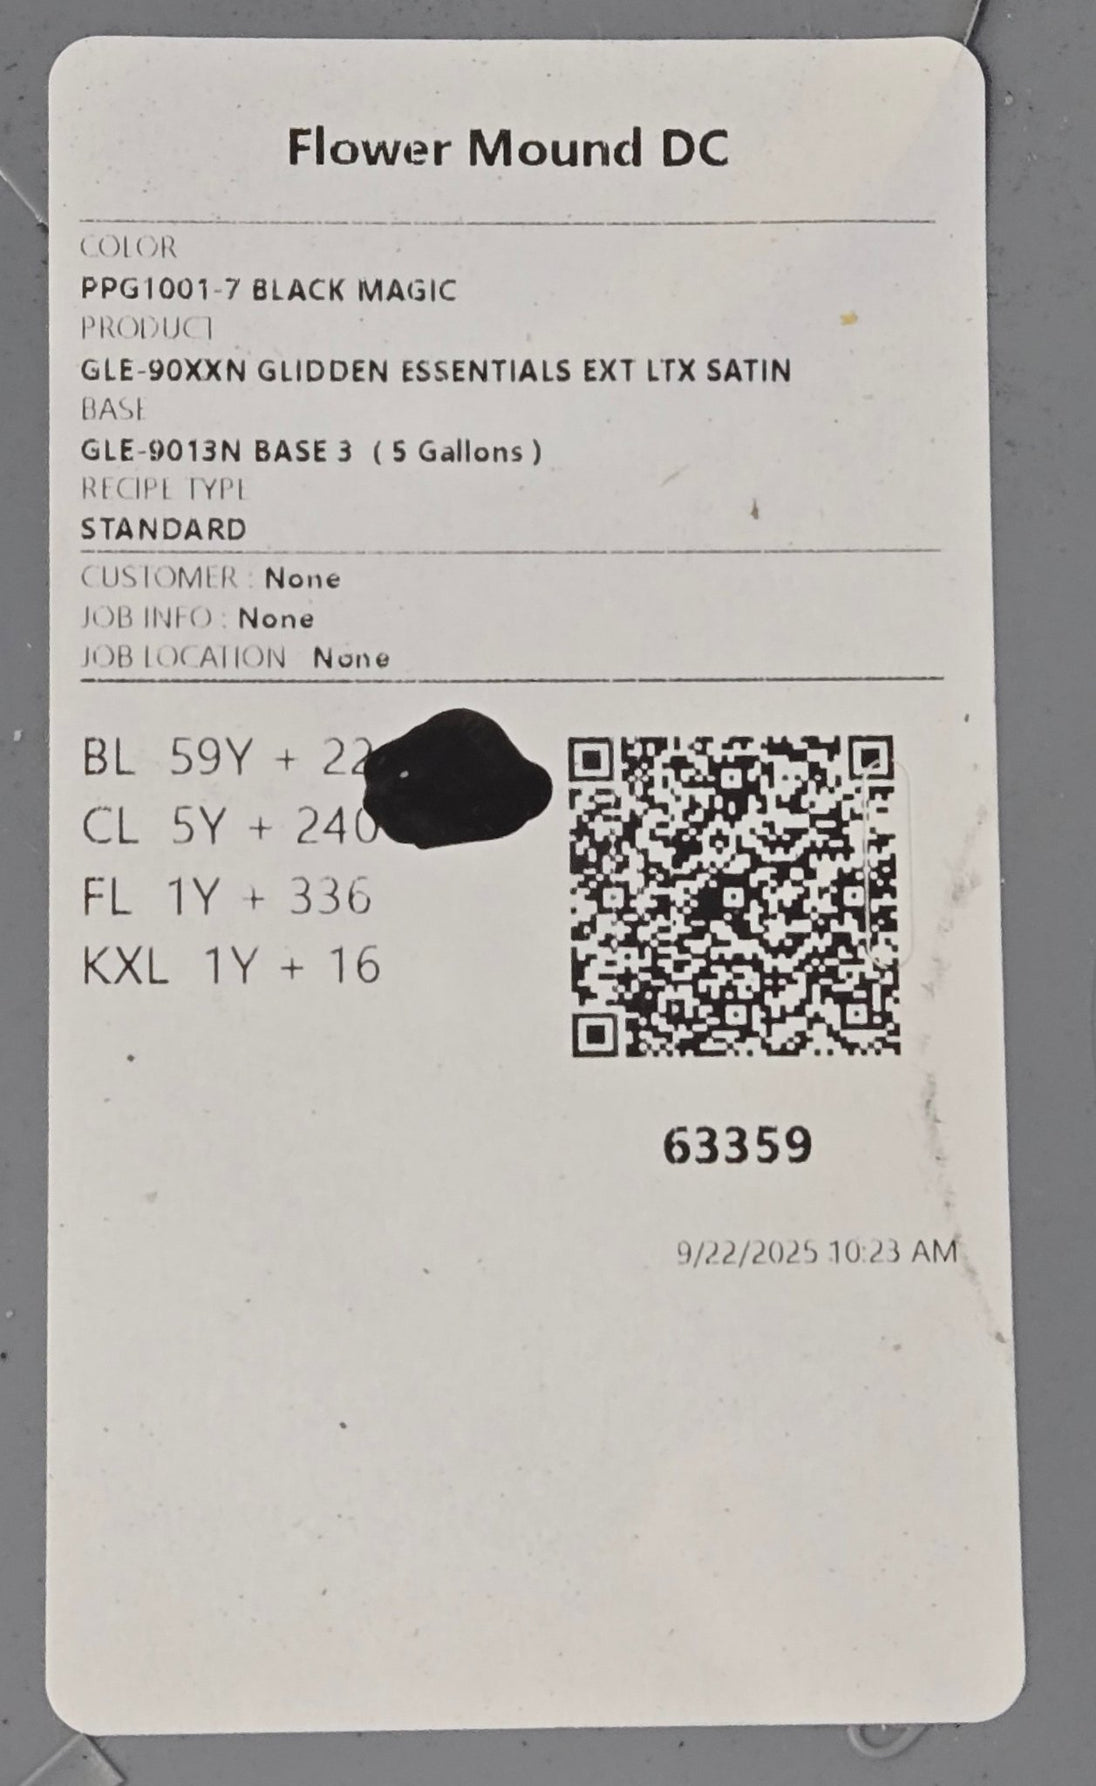 Flower Mound DC
COLOR
PPG1001-7 BLACK MAGIC
PRODUCT
GLE-90XXN GLIDDEN ESSENTIALS EXT LTX SATIN
BASE
GLE-9013N BASE 3 ( 5 Gallons )
RECIPE TYPE
STANDARD
CUSTOMER : None
JOB INFO : None
JOB LOCATION None
BL 59Y +
CL 5Y + 240
FL 1Y + 336
KXL 1Y + 16
63359
9/22/2025 10:23 AM